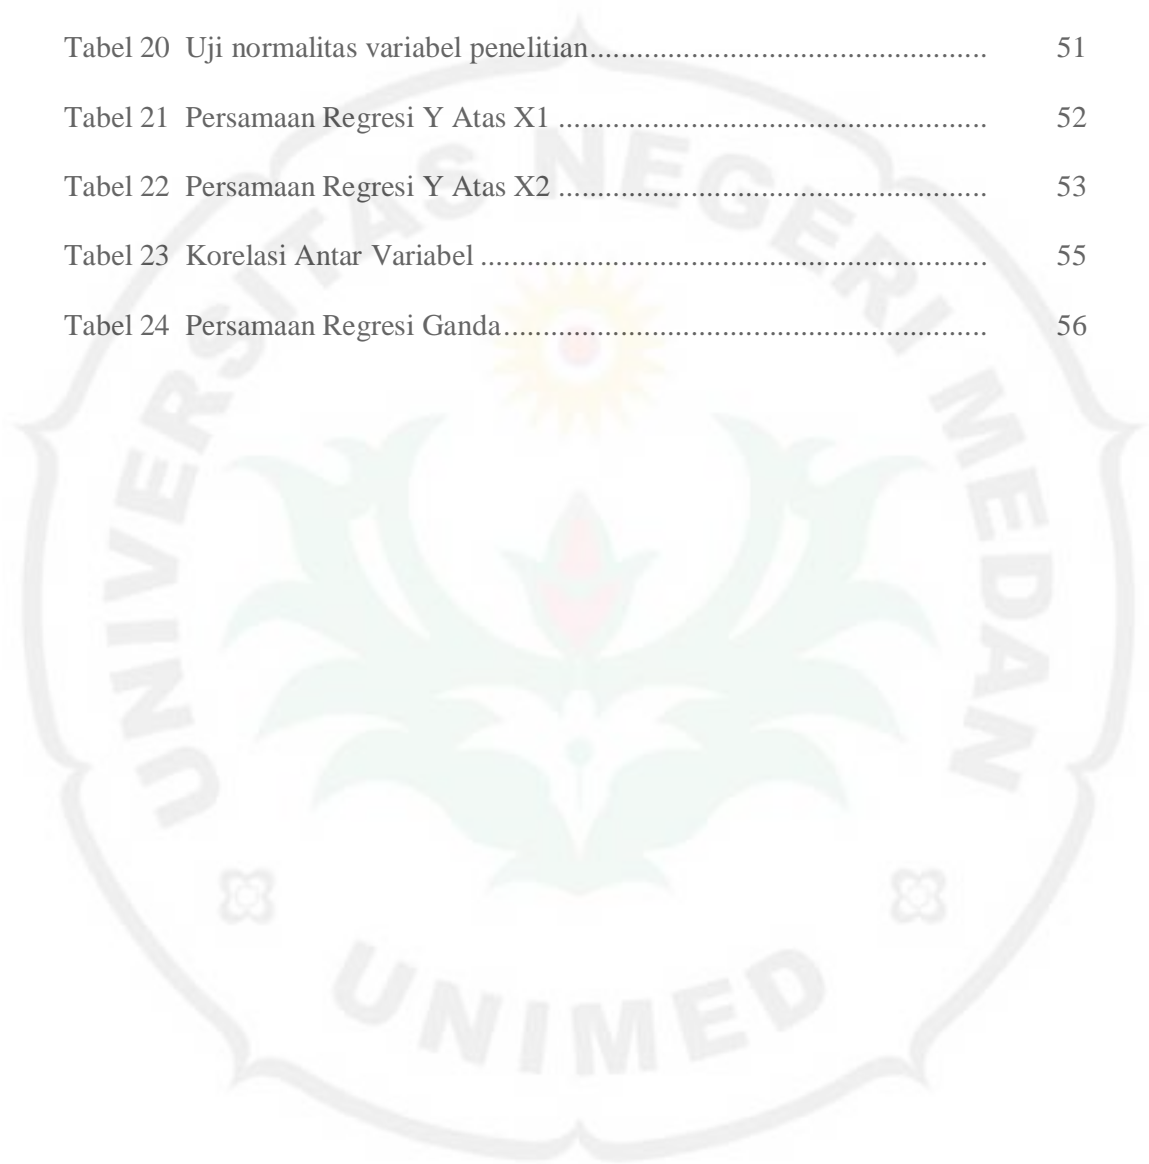 Tabel 20 Uji normalitas variabel penelitian.................................................. 51
Tabel 21 Persamaan Regresi Y Atas X1 ...................................................... 52
Tabel 22 Persamaan Regresi Y Atas X2 ...................................................... 53
Tabel 23 Korelasi Antar Variabel ................................................................ 55
Tabel 24 Persamaan Regresi Ganda............................................................. 56
UNIVERSITAS NEGERI MEDAN
UNIMED